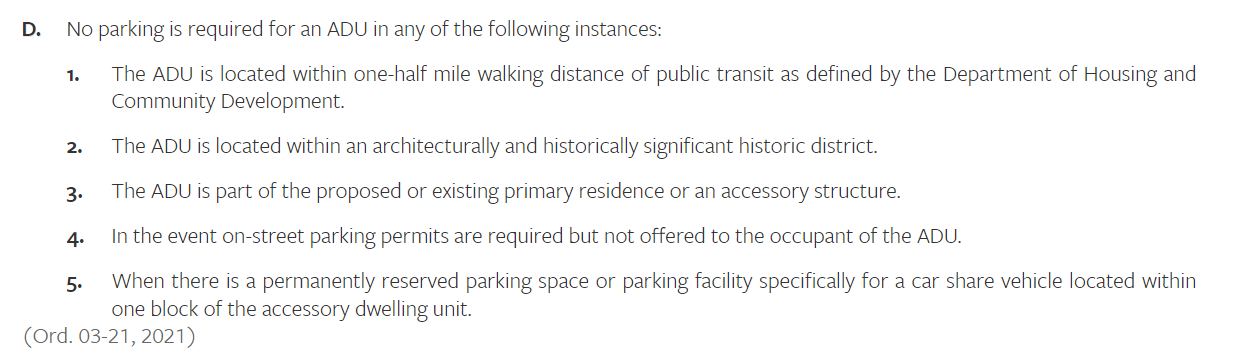 D. No parking is required for an ADU in any of the following instances:
1. The ADU is located within one-half mile walking distance of public transit as defined by the Department of Housing and
Community Development.
2. The ADU is located within an architecturally and historically significant historic district.
3. The ADU is part of the proposed or existing primary residence or an accessory structure.
4. In the event on-street parking permits are required but not offered to the occupant of the ADU.
5. When there is a permanently reserved parking space or parking facility specifically for a car share vehicle located within
one block of the accessory dwelling unit.
(Ord. 03-21, 2021)